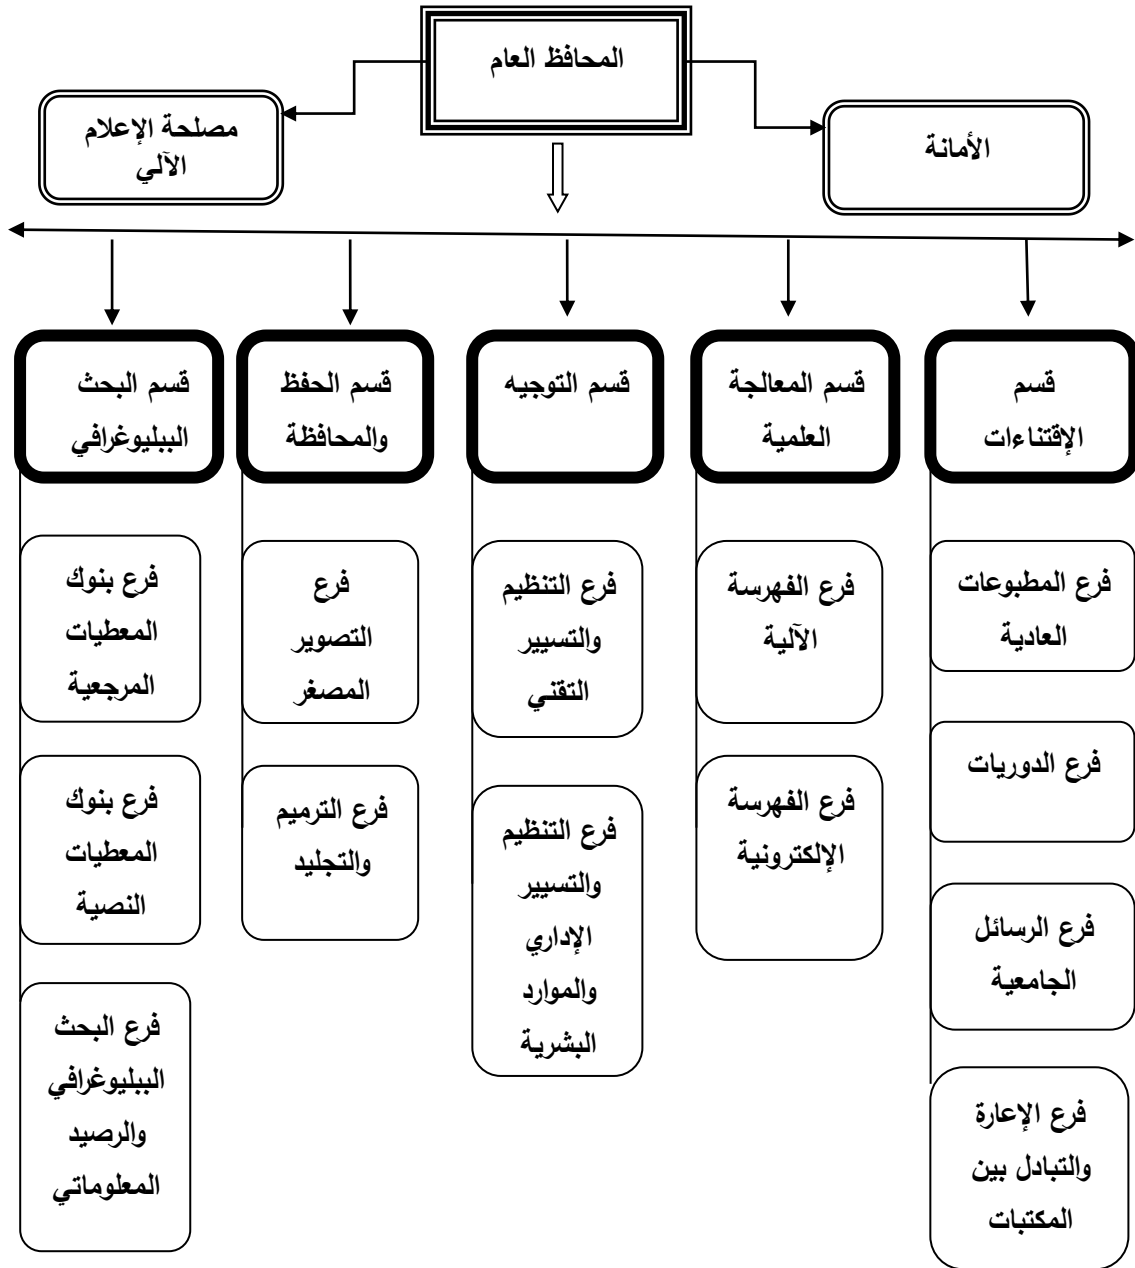 المحافظ العام
الأمانة
مصلحة الإعلام
الآلي
قسم
الإقتناءات
فرع المطبوعات
العادية
فرع الدوريات
فرع الرسائل
الجامعية
فرع الإعارة
والتبادل بين
المكتبات
قسم المعالجة
العلمية
فرع الفهرسة
الآلية
فرع الفهرسة
الإلكترونية
قسم التوجيه
فرع التنظيم
والتسيير
التقني
فرع التنظيم
والتسيير
الإداري
والموارد
البشرية
قسم الحفظ
والمحافظة
فرع
التصوير
المصغر
فرع الترميم
والتجليد
قسم البحث
الببليوغرافي
فرع بنوك
المعطيات
المرجعية
فرع بنوك
المعطيات
النصية
فرع البحث
الببليوغرافي
والرصيد
المعلوماتي